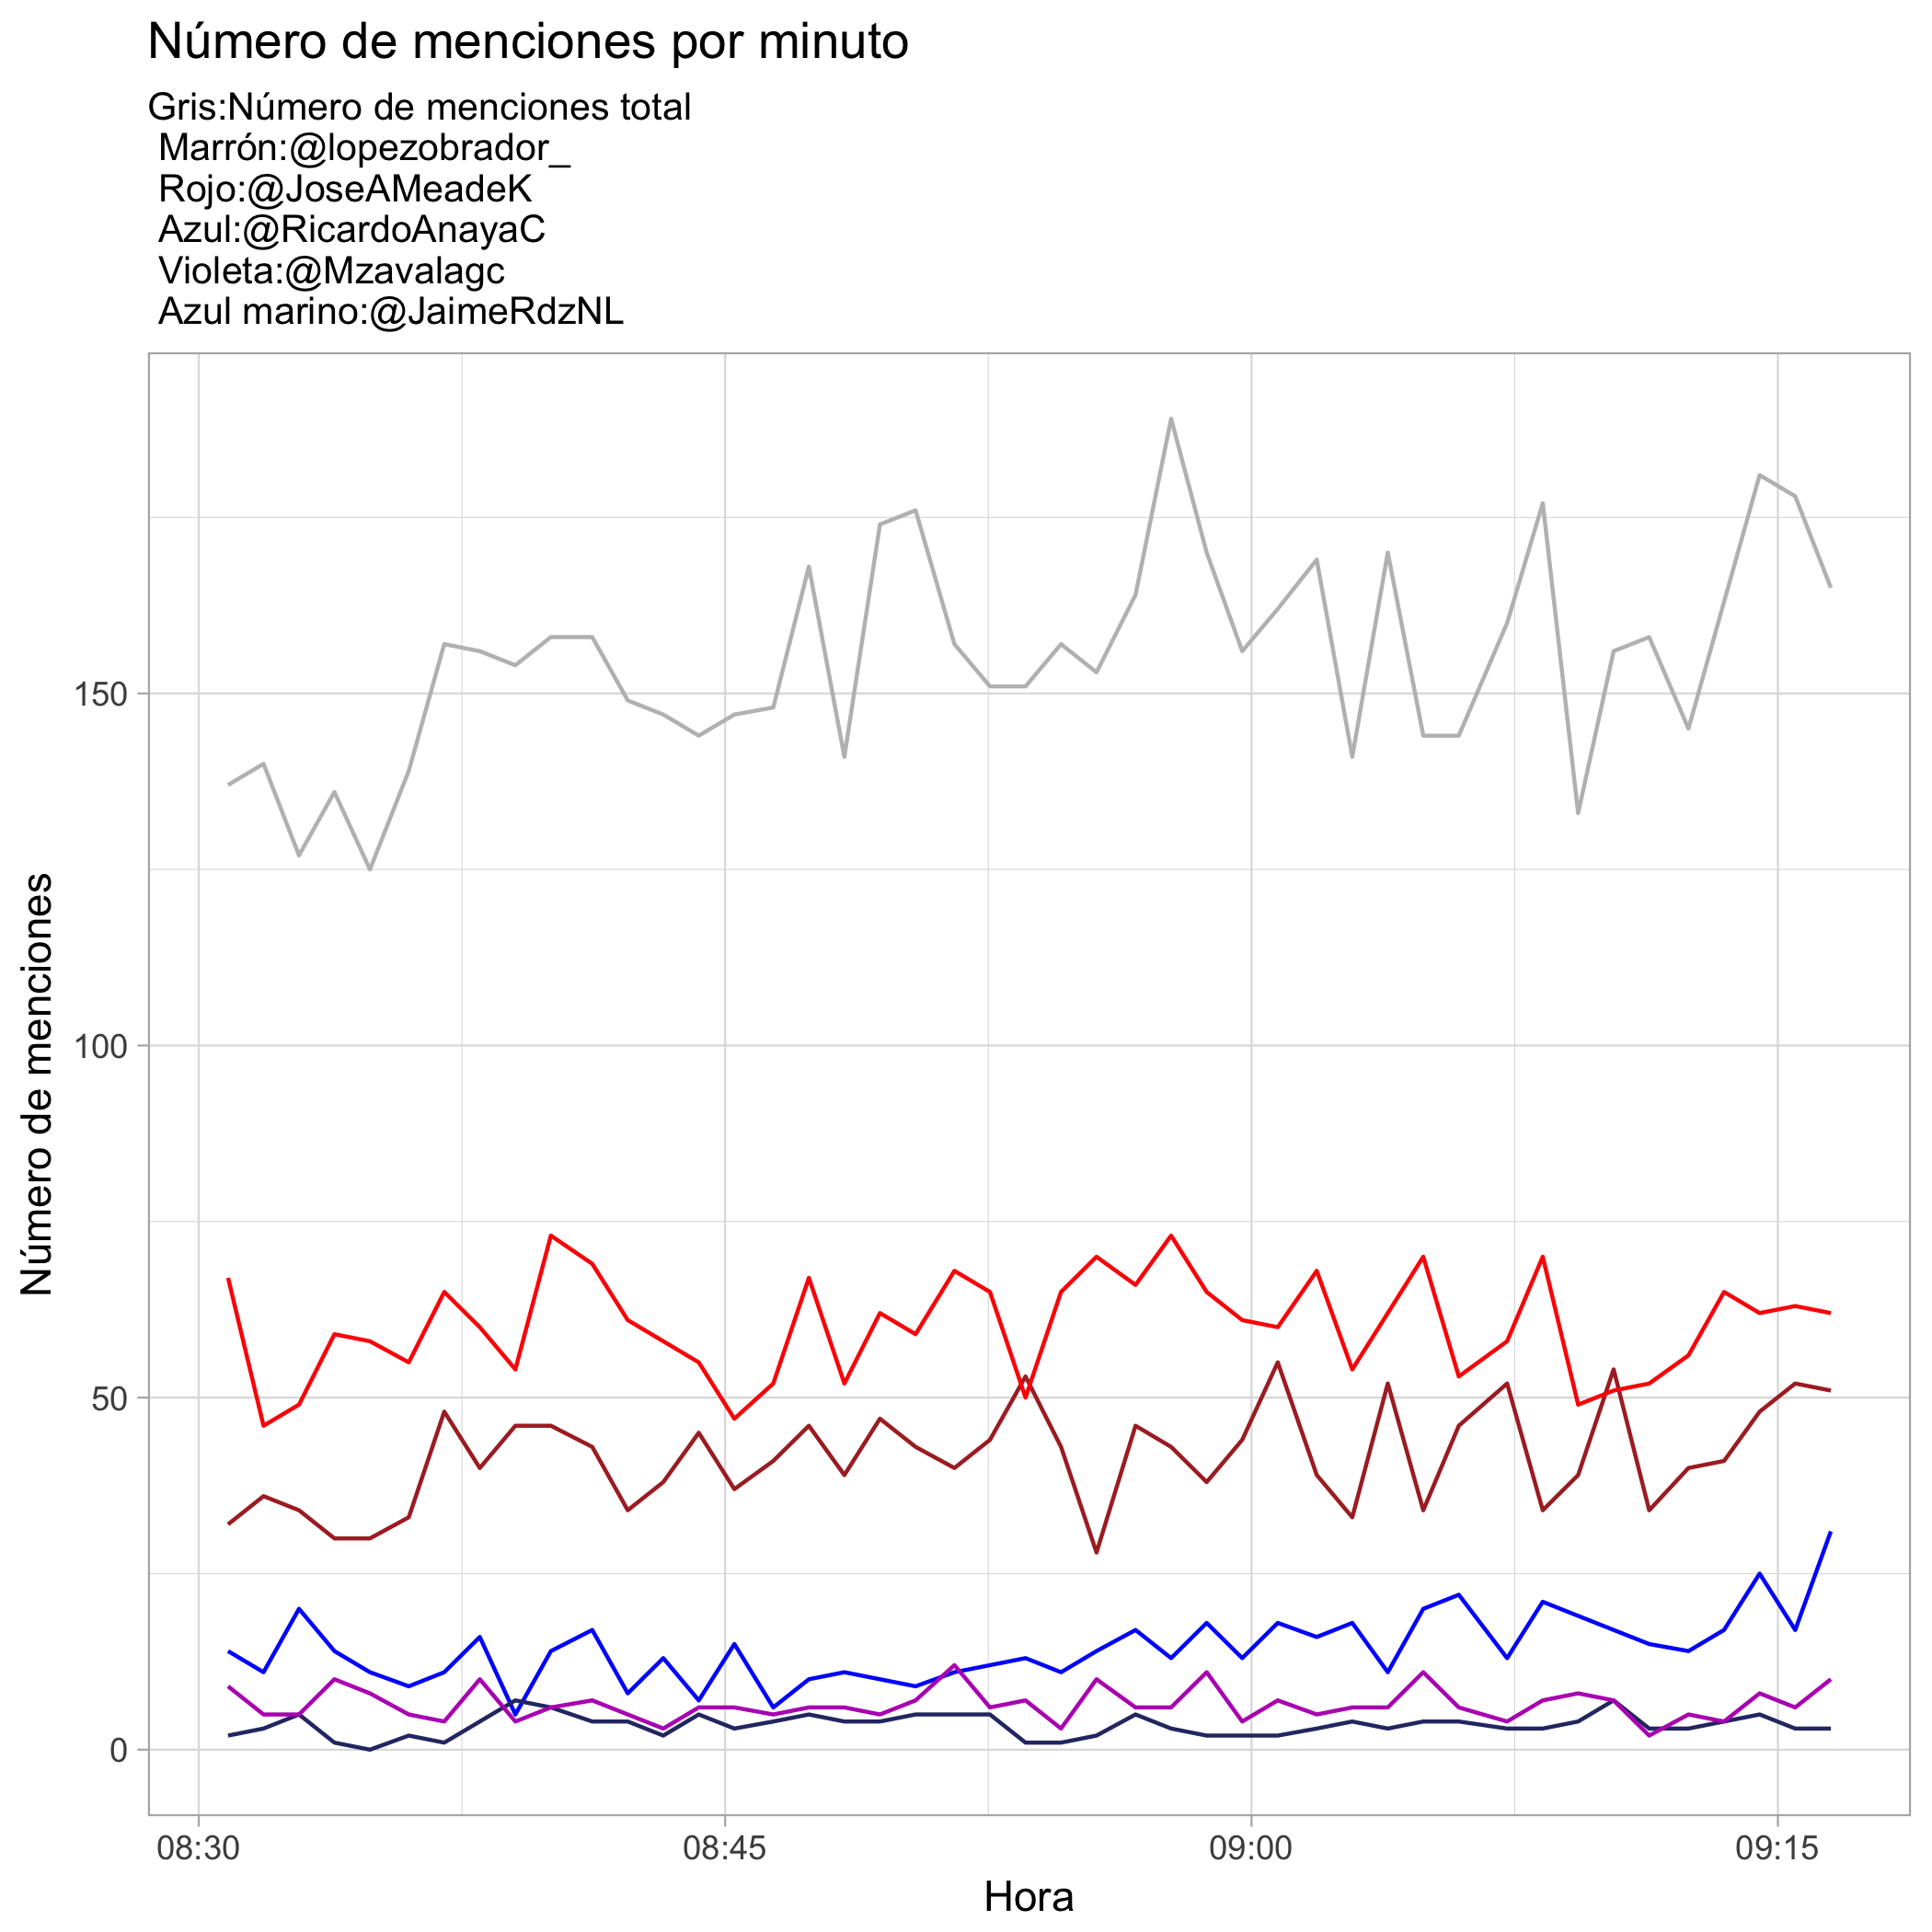 Número de menciones por minuto
Gris:Número de menciones total
Marrón:@lopezobrador_
Rojo:@JoseAMeadeK
Azul:@RicardoAnayaC
Violeta:@Mzavalagc
Azul marino:@JaimeRdzNL
Número de menciones
150
100
50
0
08:30
08:45
09:00
09:15
Hora